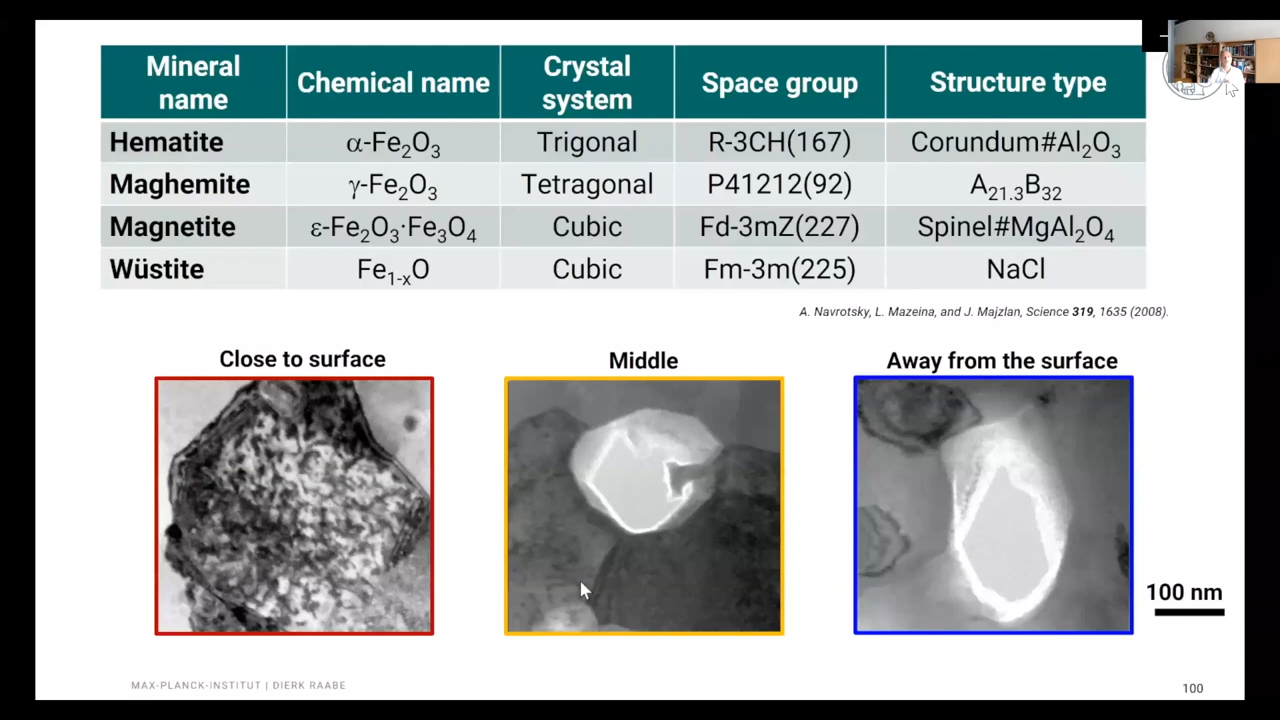 Mineral name Chemical name Crystal system Space group Structure type
Hematite α-Fe₂O₃ Trigonal R-3CH(167) Corundum#Al₂O₃
Maghemite γ-Fe₂O₃ Tetragonal P41212(92) A₂₁.₃B₃₂
Magnetite ε-Fe₂O₃·Fe₃O₄ Cubic Fd-3mZ(227) Spinel#MgAl₂O₄
Wüstite Fe₁₋ₓO Cubic Fm-3m(225) NaCl
A. Navrotsky, L. Mazeina, and J. Majzlan, Science 319, 1635 (2008).
Close to surface Middle Away from the surface
100 nm
MAX-PLANCK-INSTITUT | DIERK RAABE
100